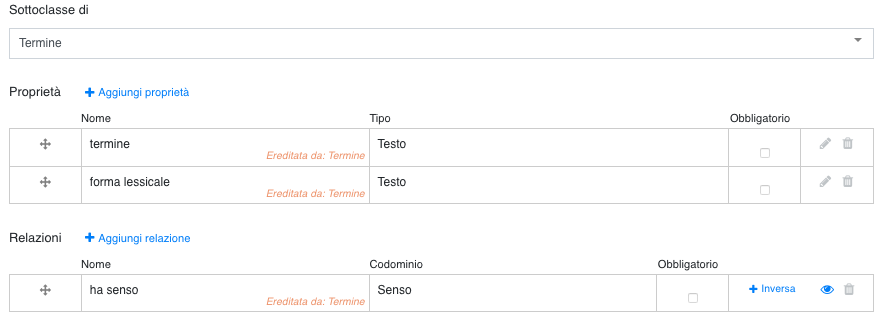 Sottoclasse di
Termine
Proprietà + Aggiungi proprietà
Nome Tipo Obbligatorio
termine Testo
Ereditata da: Termine
forma lessicale Testo
Ereditata da: Termine
Relazioni + Aggiungi relazione
Nome Codominio Obbligatorio
ha senso Senso + Inversa
Ereditata da: Termine